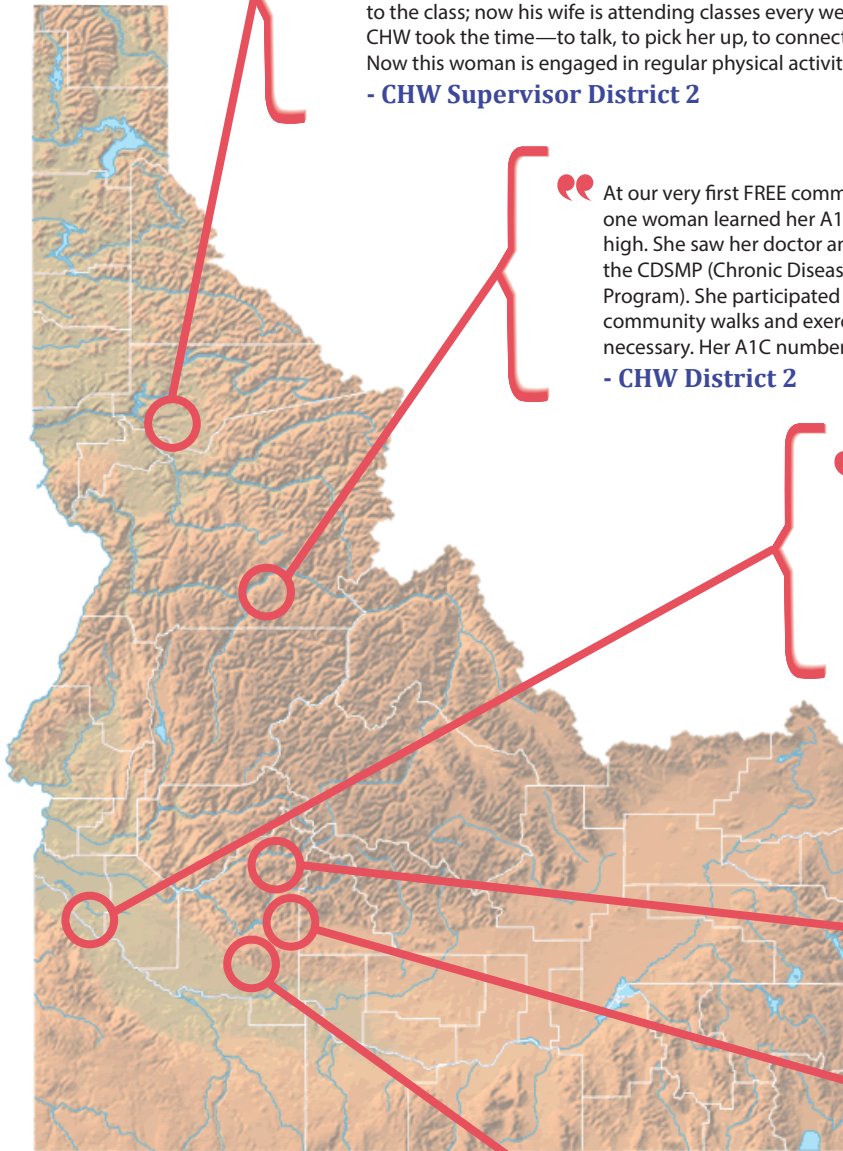 to the class; now his wife is attending classes every we
CHW took the time—to talk, to pick her up, to connect
Now this woman is engaged in regular physical activit
- CHW Supervisor District 2
At our very first FREE comm
one woman learned her A1
high. She saw her doctor ar
the CDSMP (Chronic Diseas
Program). She participated
community walks and exerc
necessary. Her A1C number
- CHW District 2